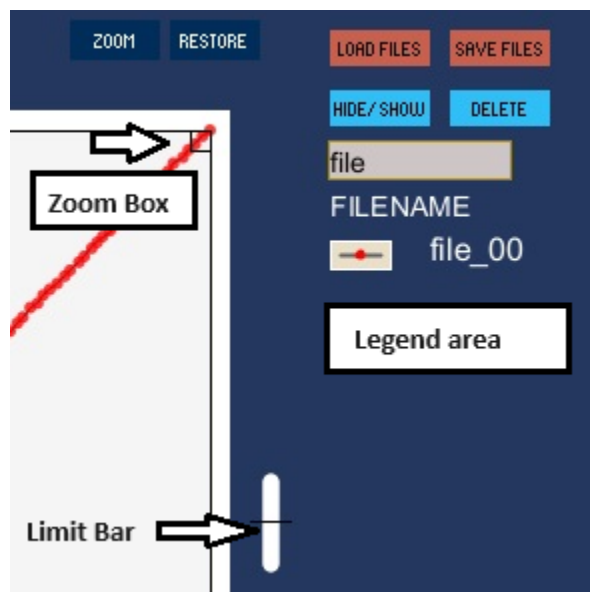 ZOOM RESTORE
LOAD FILES SAVE FILES
HIDE/SHOW DELETE
file
Zoom Box
FILENAME
file_00
Legend area
Limit Bar